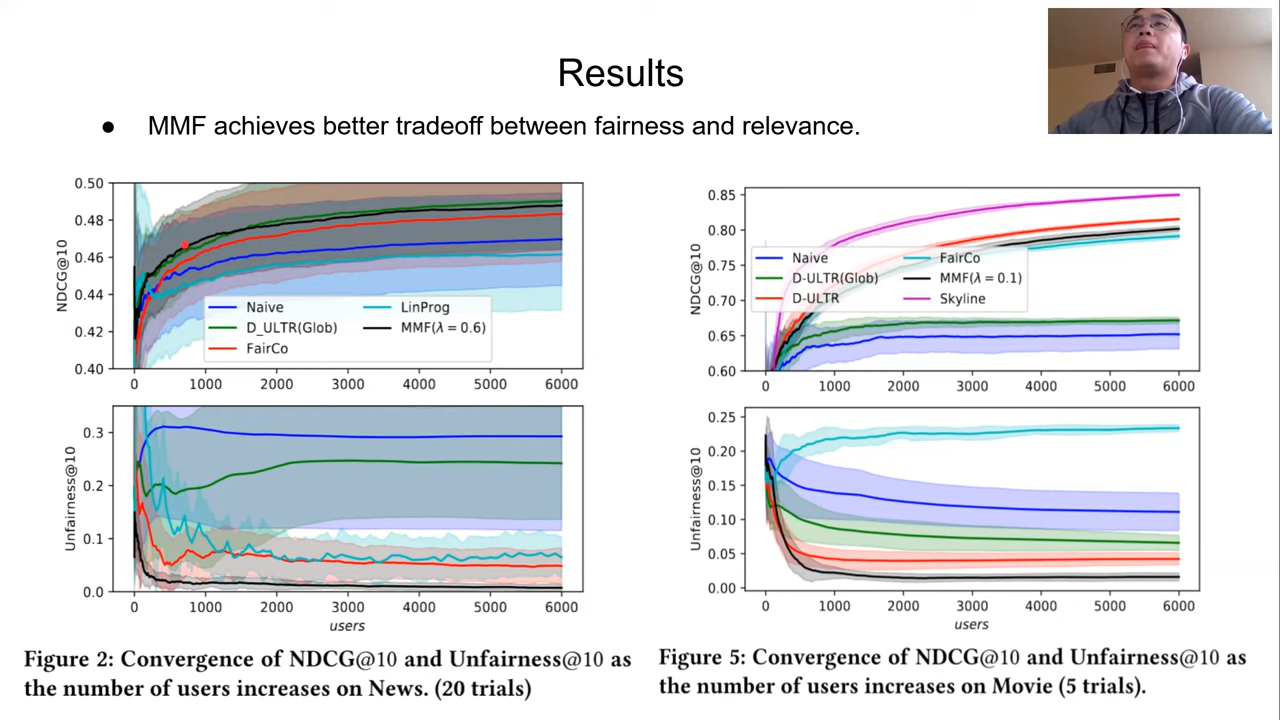 Results
● MMF achieves better tradeoff between fairness and relevance.
0.50
0.48
0.46
0.44
0.42
0.40
NDCG@10
Naive
D_ULTR(Glob)
FairCo
LinProg
MMF(λ = 0.6)
0 1000 2000 3000 4000 5000 6000
0.3
0.2
0.1
0.0
Unfairness@10
0 1000 2000 3000 4000 5000 6000
users
Figure 2: Convergence of NDCG@10 and Unfairness@10 as
the number of users increases on News. (20 trials)
0.85
0.80
0.75
0.70
0.65
0.60
NDCG@10
Naive
D-ULTR(Glob)
D-ULTR
FairCo
MMF(λ = 0.1)
Skyline
0 1000 2000 3000 4000 5000 6000
0.25
0.20
0.15
0.10
0.05
0.00
Unfairness@10
0 1000 2000 3000 4000 5000 6000
users
Figure 5: Convergence of NDCG@10 and Unfairness@10 as
the number of users increases on Movie (5 trials).